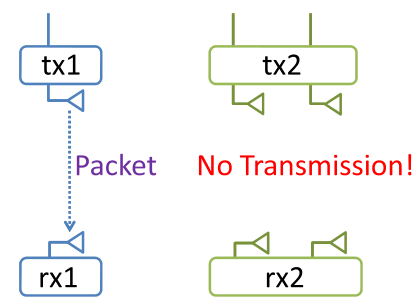 tx1
tx2
Packet
No Transmission!
rx1
rx2